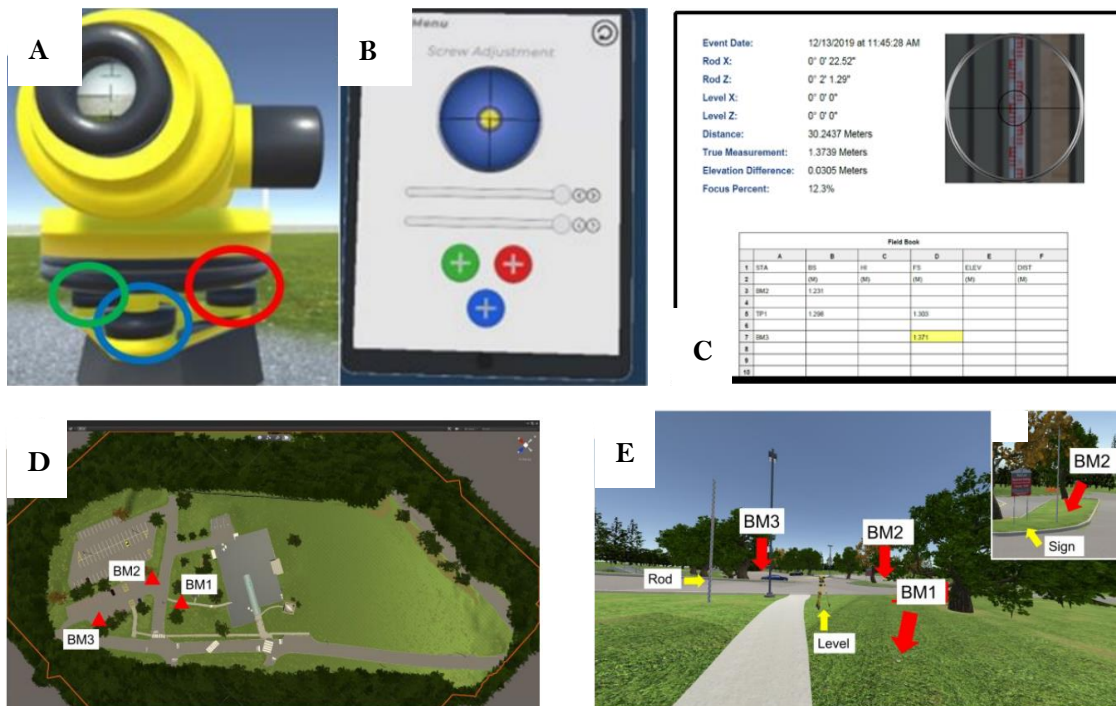 A
B
Menu
Screw Adjustment
Event Date: 12/13/2019 at 11:45:28 AM
Rod X: 0° 0' 22.52"
Rod Z: 0° 2' 1.29"
Level X: 0° 0' 0"
Level Z: 0° 0' 0"
Distance: 30.2437 Meters
True Measurement: 1.3739 Meters
Elevation Difference: 0.0305 Meters
Focus Percent: 12.3%
Field Book
A B C D E F
1 STA BS HI FS ELEV DIST
2 (M) (M) (M) (M) (M)
3 BM2 1.231
4
5 TP1 1.298 1.303
6
7 BM3 1.371
8
9
10
C
D
BM2
BM1
BM3
E
BM3
BM2
BM1
Rod
Level
BM2
Sign